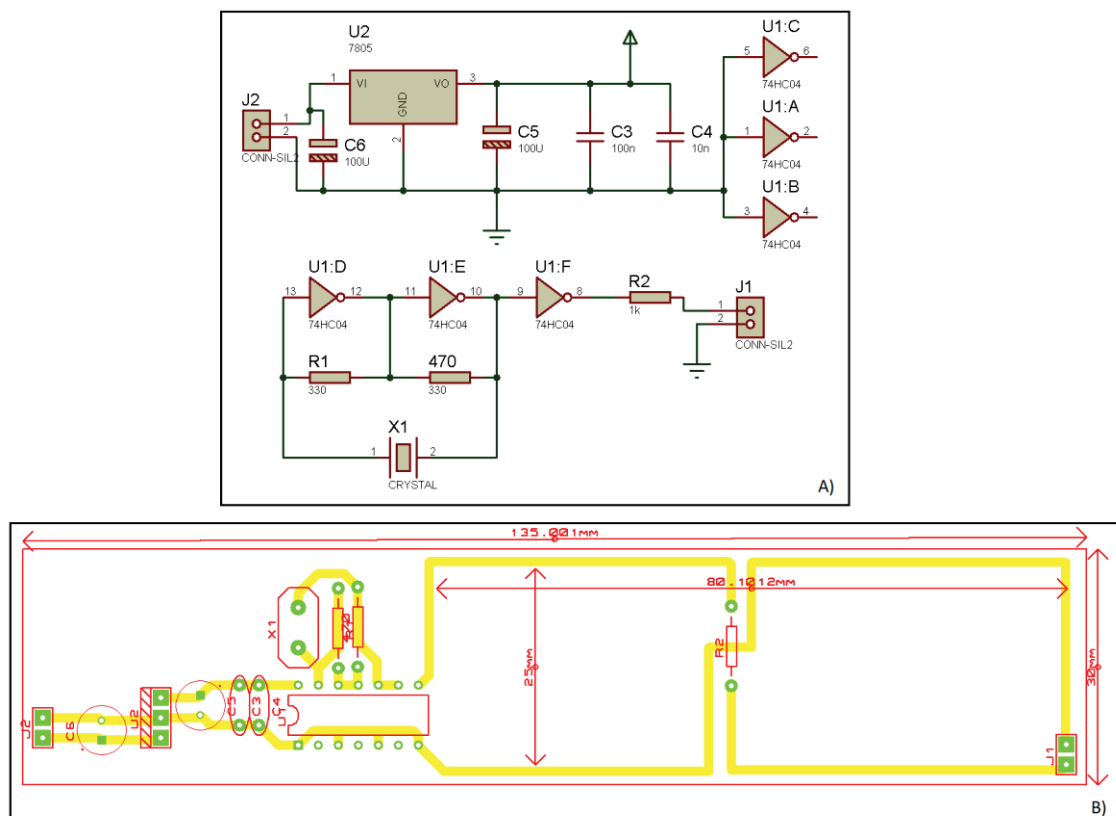 U2
7805
1
VI
VO
3
GND
2
J2
1
2
CONN-SIL2
C6
100U
C5
100U
C3
100n
C4
10n
U1:C
5
6
74HC04
U1:A
1
2
74HC04
U1:B
3
4
74HC04
U1:D
13
12
74HC04
U1:E
11
10
74HC04
U1:F
9
8
74HC04
R2
1k
J1
1
2
CONN-SIL2
R1
330
470
330
X1
1
2
CRYSTAL
A)
135.001mm
80.1012mm
X1
R2
25mm
30mm
J2
C6
U2
C5
C3
C4
U1
J1
B)